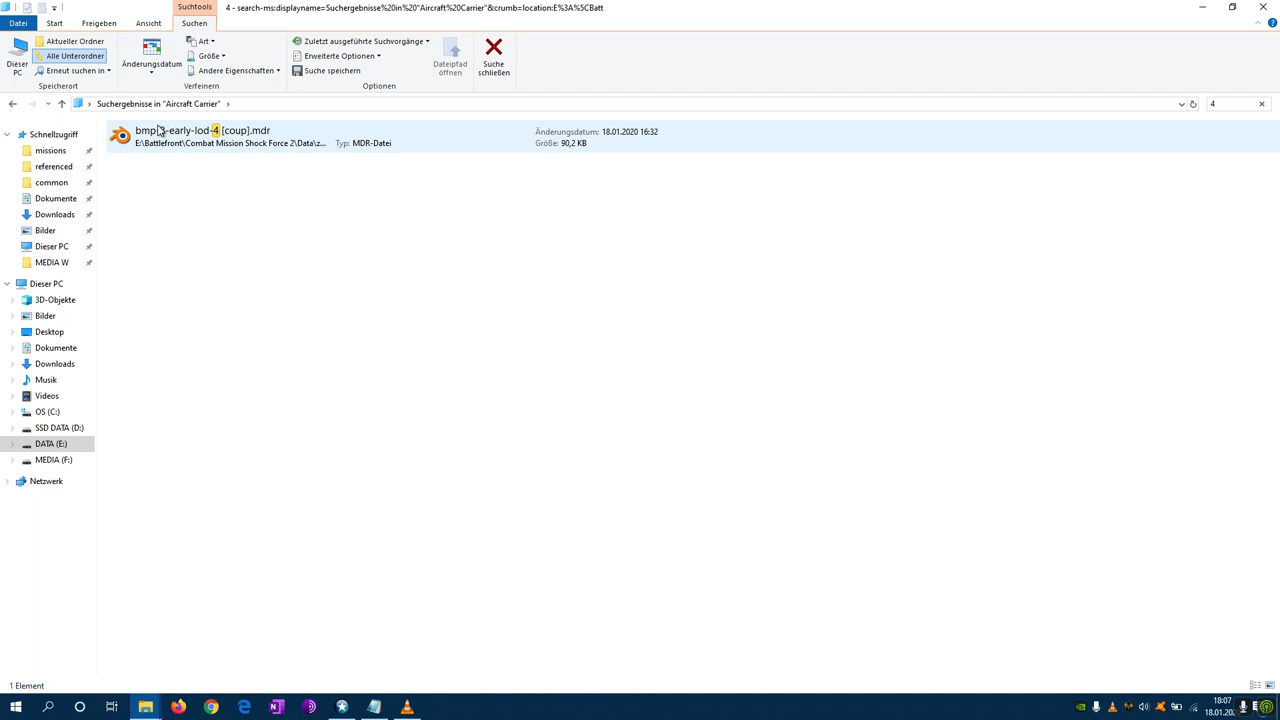 Suchtools
4 - search-ms:displayname=Suchergebnisse%20in%20"Aircraft%20Carrier"&crumb=location:E%3A%5CBatt
Datei
Start
Freigeben
Ansicht
Suchen
Dieser PC
Aktueller Ordner
Alle Unterordner
Erneut suchen in
Speicherort
Änderungsdatum
Art
Größe
Andere Eigenschaften
Verfeinern
Zuletzt ausgeführte Suchvorgänge
Erweiterte Optionen
Suche speichern
Dateipfad öffnen
Optionen
Suche schließen
Suchergebnisse in "Aircraft Carrier"
4
-early-lod-4 [coup].mdr
E:\Battlefront\Combat Mission Shock Force 2\Data\z...
Typ: MDR-Datei
Änderungsdatum: 18.01.2020 16:32
Größe: 90,2 KB
Schnellzugriff
missions
referenced
common
Dokumente
Downloads
Bilder
Dieser PC
MEDIA W
Dieser PC
3D-Objekte
Bilder
Desktop
Dokumente
Downloads
Musik
Videos
OS (C:)
SSD DATA (D:)
DATA (E:)
MEDIA (F:)
Netzwerk
1 Element
18:07
18.01.20